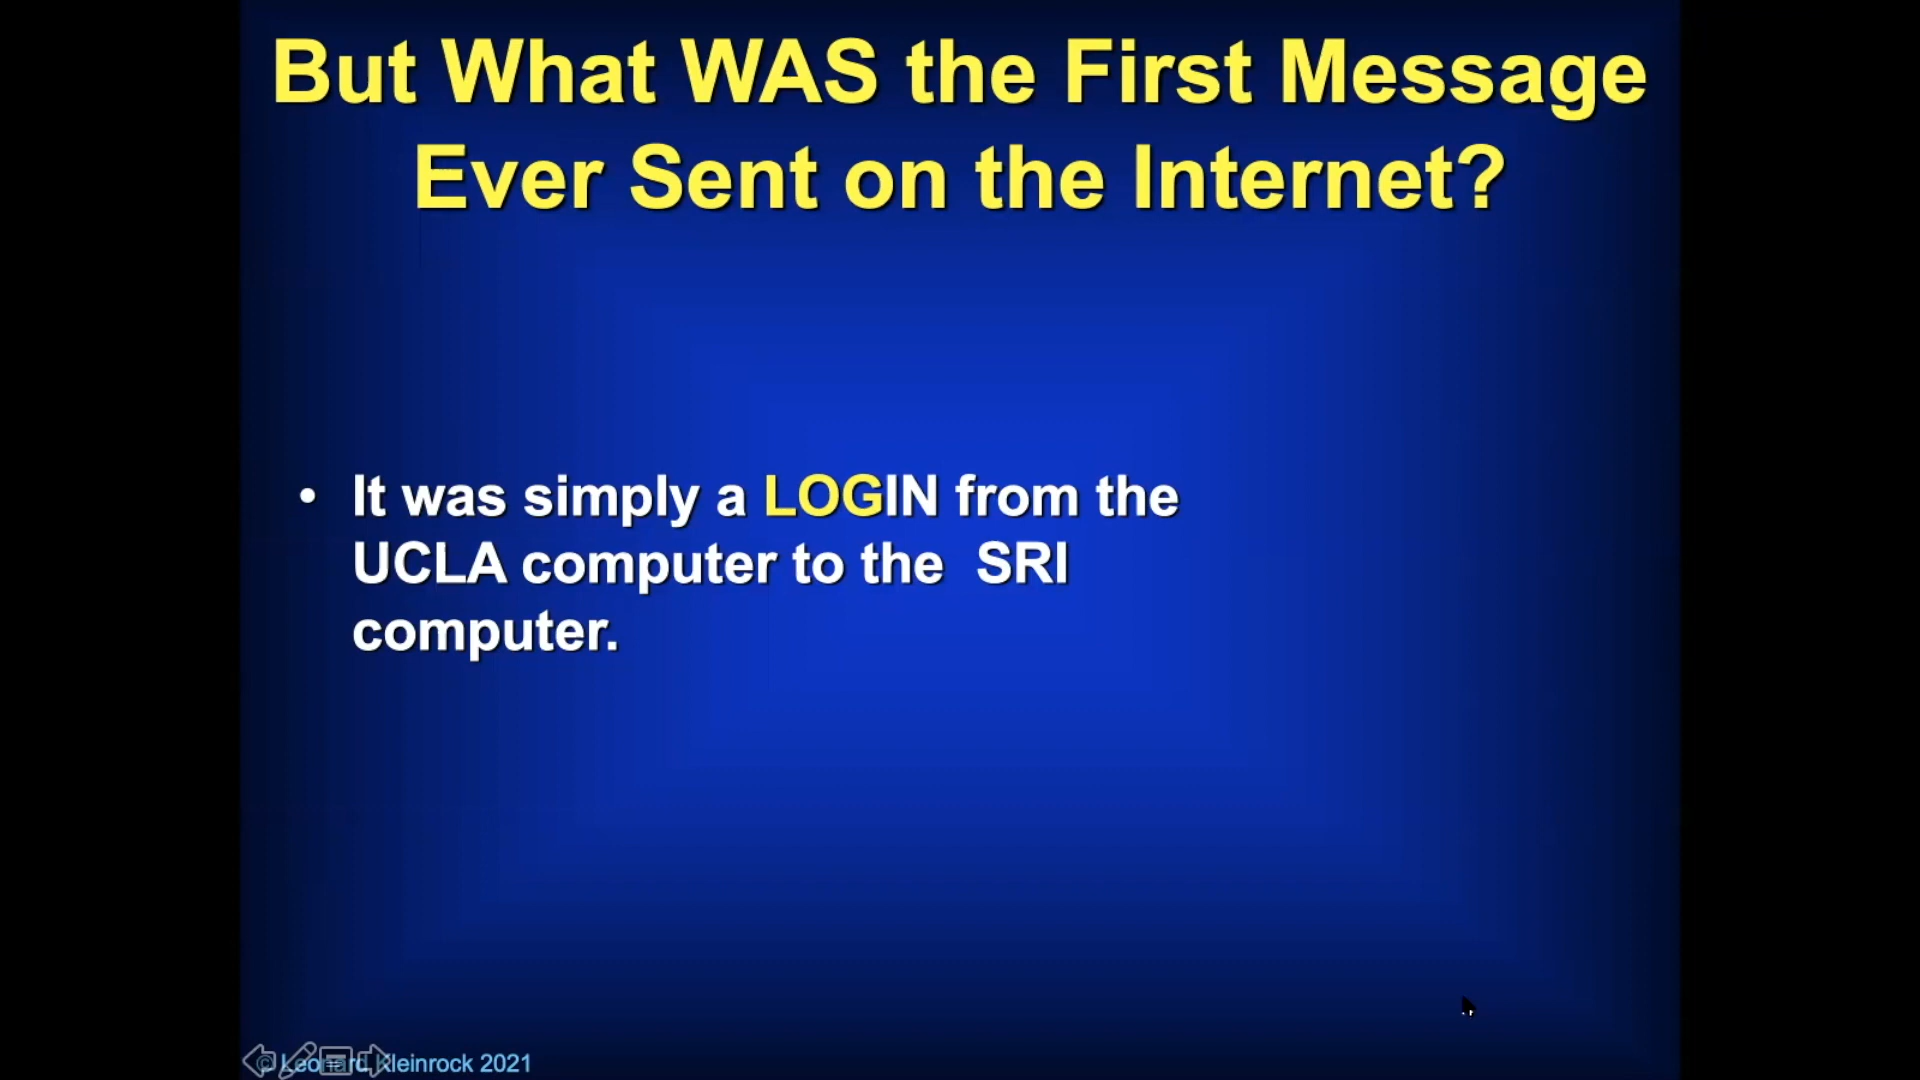 But What WAS the First Message
Ever Sent on the Internet?
• It was simply a LOGIN from the
UCLA computer to the SRI
computer.
© Leonard Kleinrock 2021